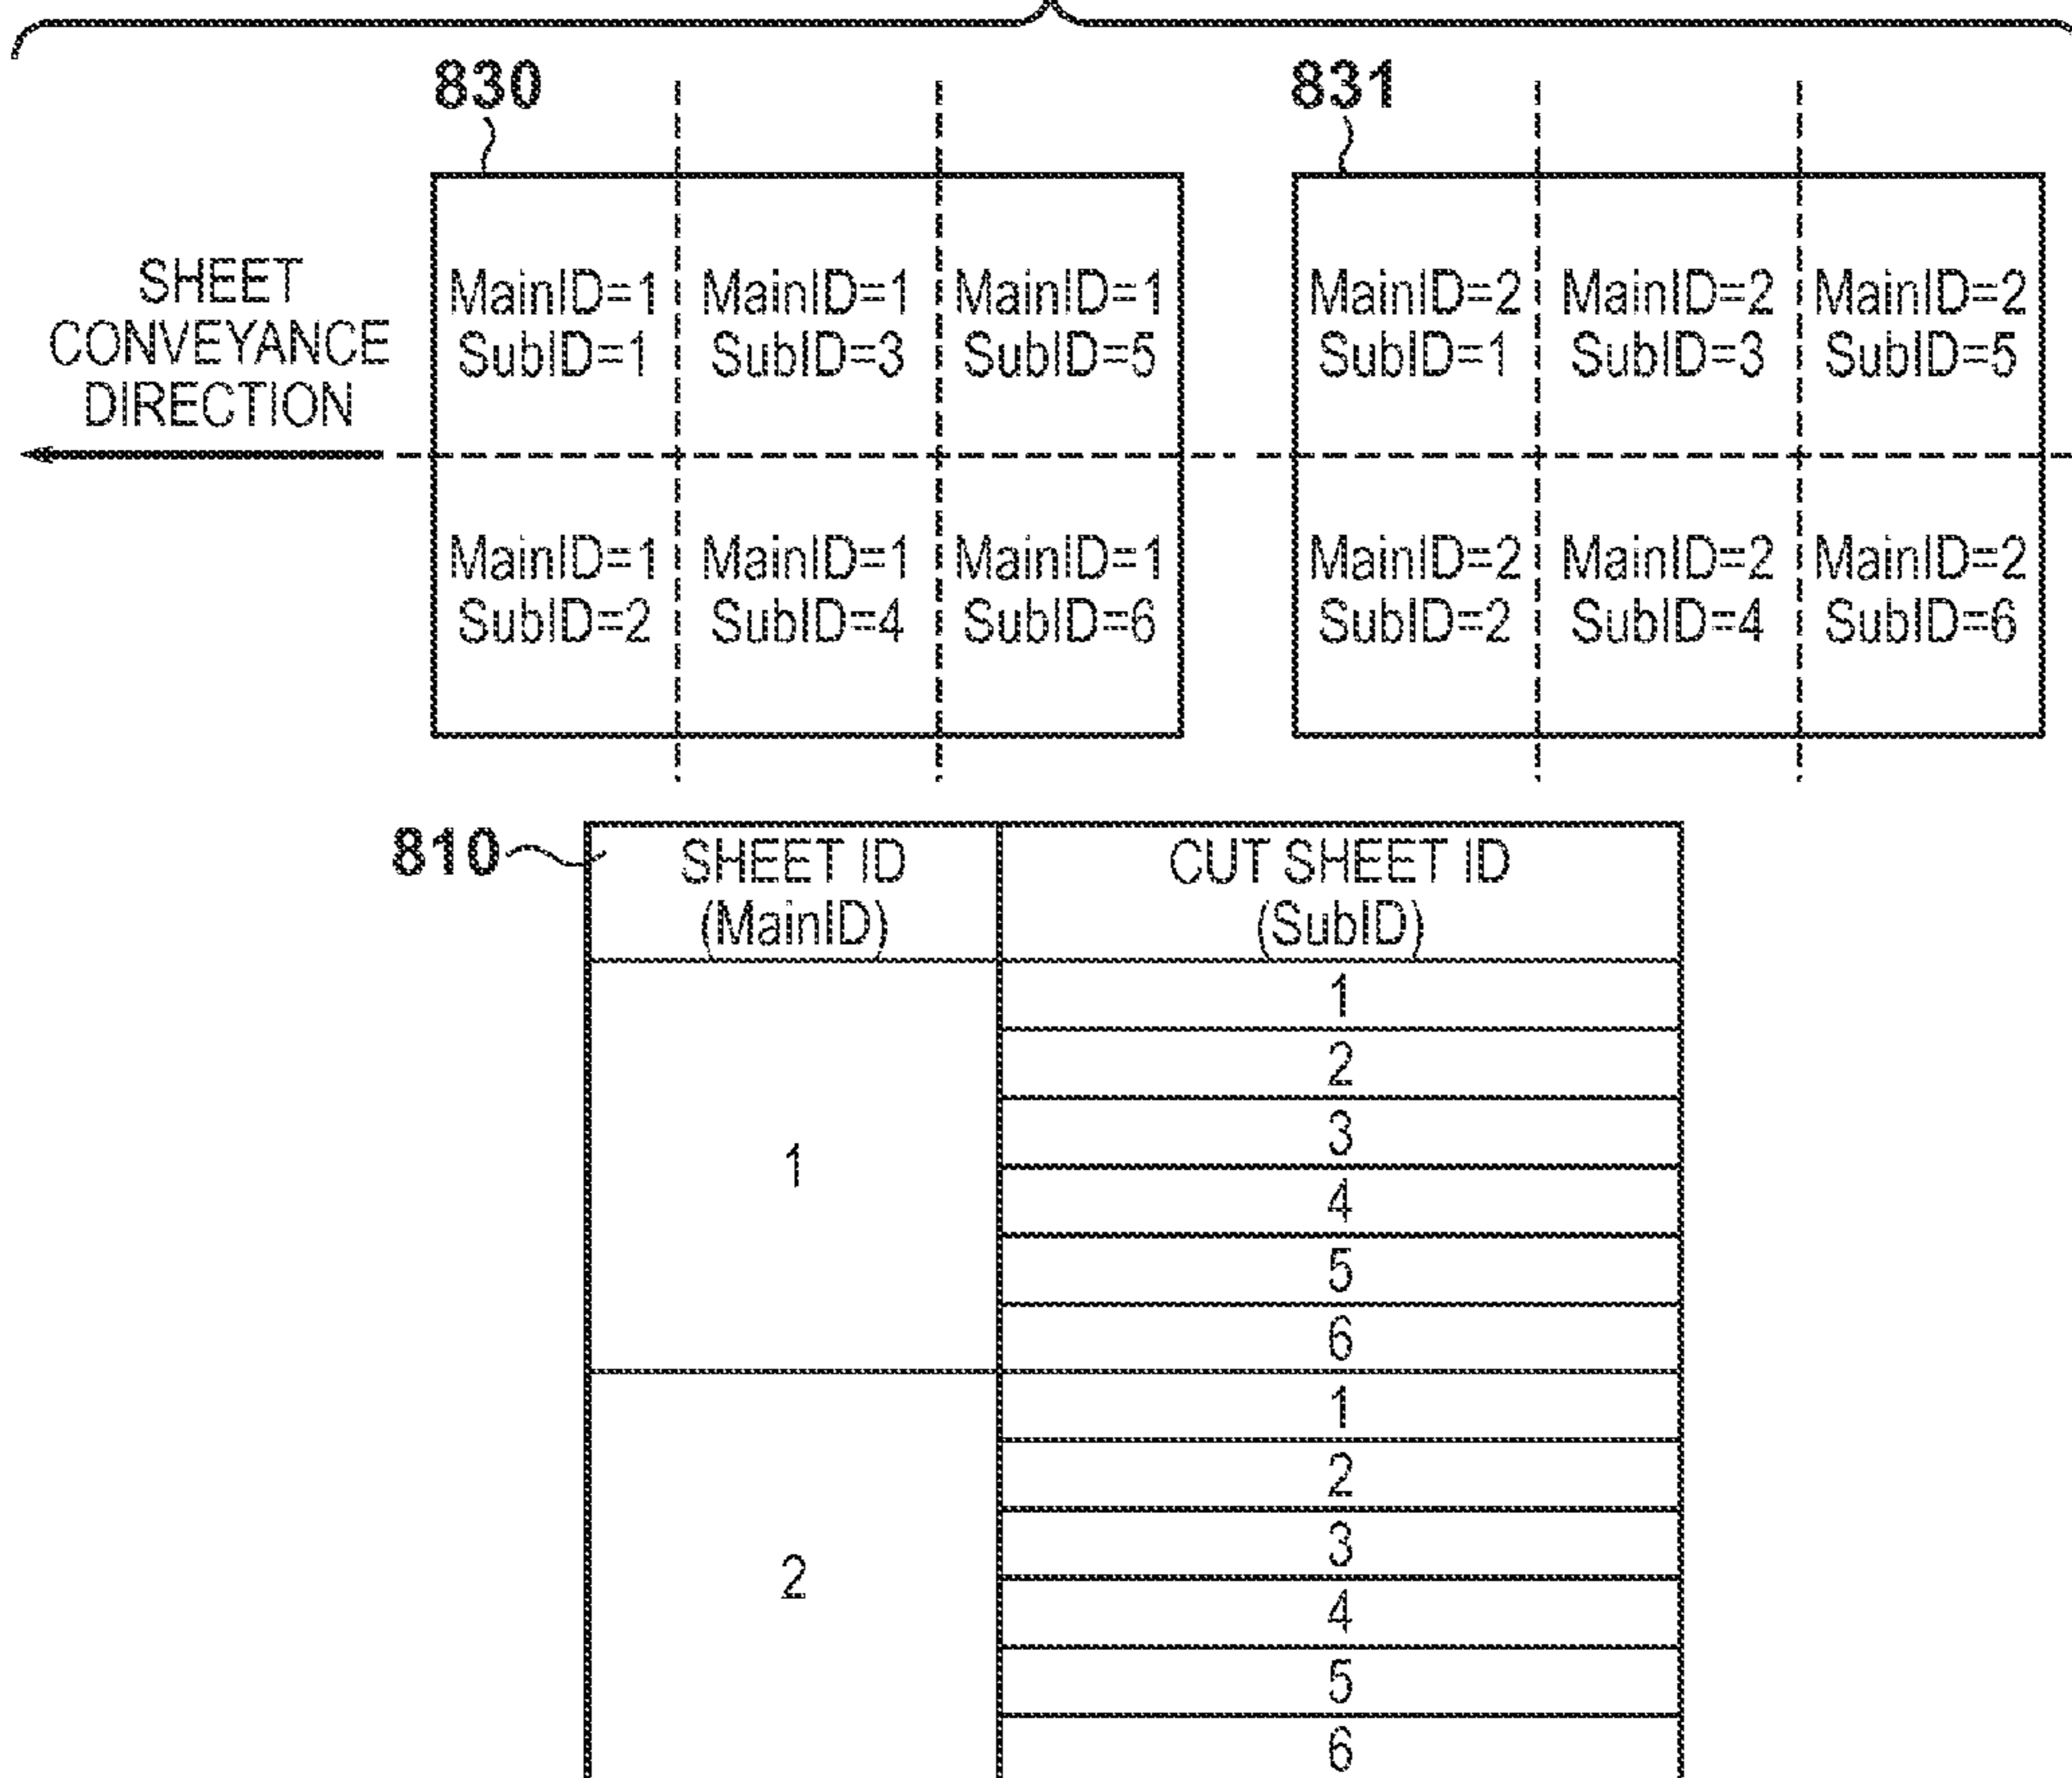 830
831
SHEET
CONVEYANCE
DIRECTION
MainID=1 MainID=1 MainID=1
SubID=1 SubID=3 SubID=5
MainID=2 MainID=2 MainID=2
SubID=1 SubID=3 SubID=5
MainID=1 MainID=1 MainID=1
SubID=2 SubID=4 SubID=6
MainID=2 MainID=2 MainID=2
SubID=2 SubID=4 SubID=6
810
SHEET ID
(MainID)
CUT SHEET ID
(SubID)
1
1
2
3
4
5
6
2
1
2
3
4
5
6